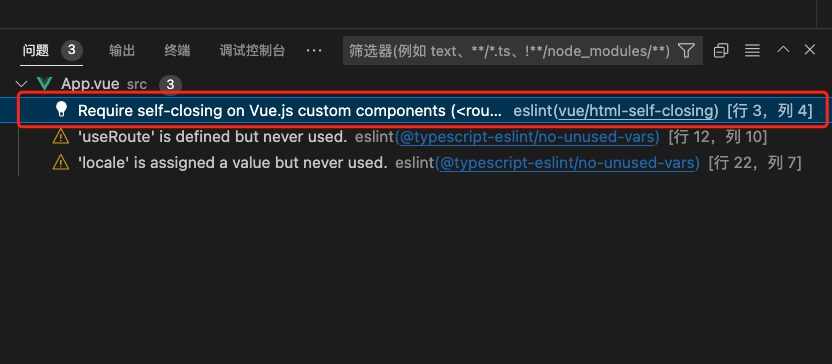 问题 3 输出 终端 调试控制台 ··· 筛选器(例如 text、**/*.ts、!**/node_modules/**)
App.vue src 3
Require self-closing on Vue.js custom components (<rou... eslint(vue/html-self-closing) [行 3，列 4]
'useRoute' is defined but never used. eslint(@typescript-eslint/no-unused-vars) [行 12，列 10]
'locale' is assigned a value but never used. eslint(@typescript-eslint/no-unused-vars) [行 22，列 7]